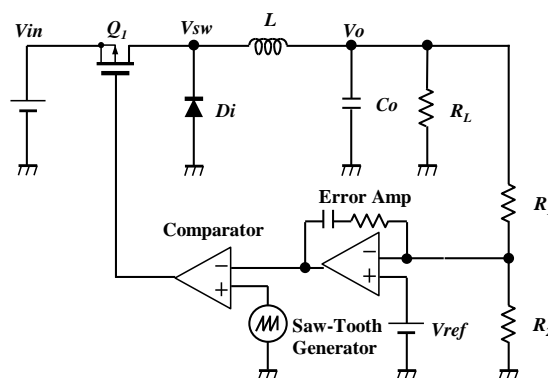 Vin
Q1
Vsw
L
Vo
Di
Co
RL
Error Amp
Comparator
R
Saw-Tooth
Generator
Vref
R